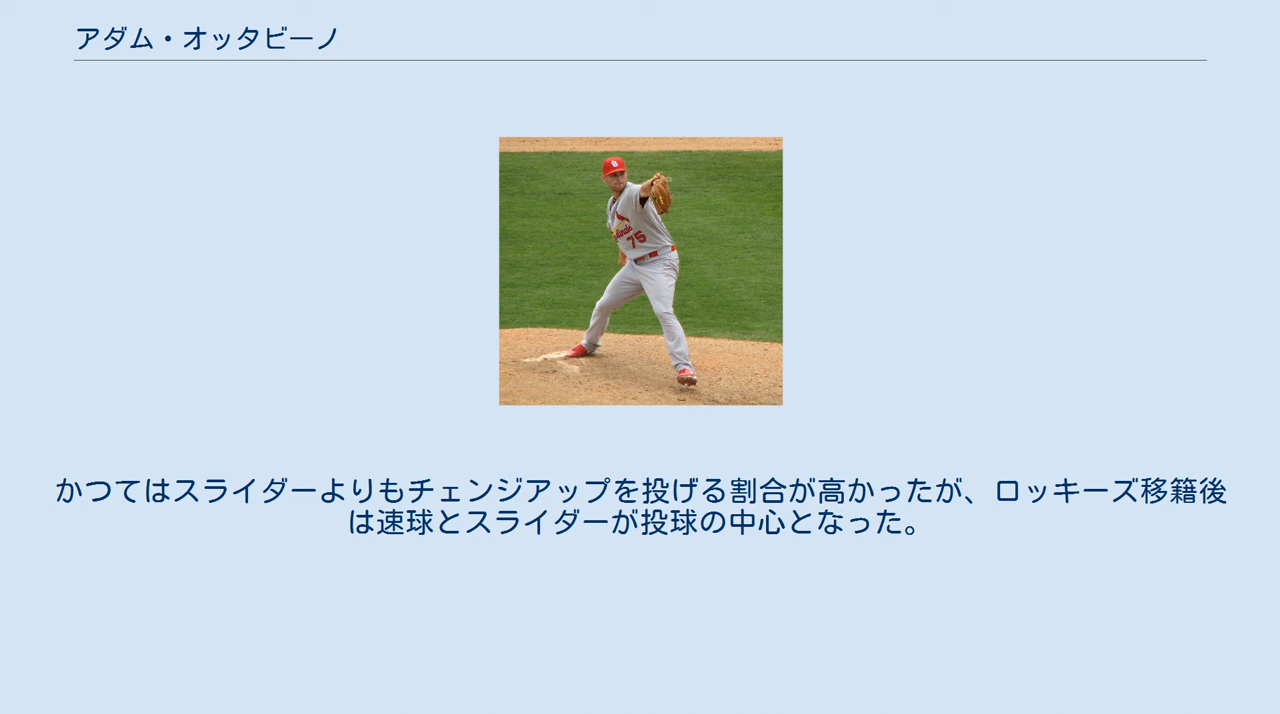 アダム・オッタビーノ
75
かつてはスライダーよりもチェンジアップを投げる割合が高かったが、ロッキーズ移籍後
は速球とスライダーが投球の中心となった。